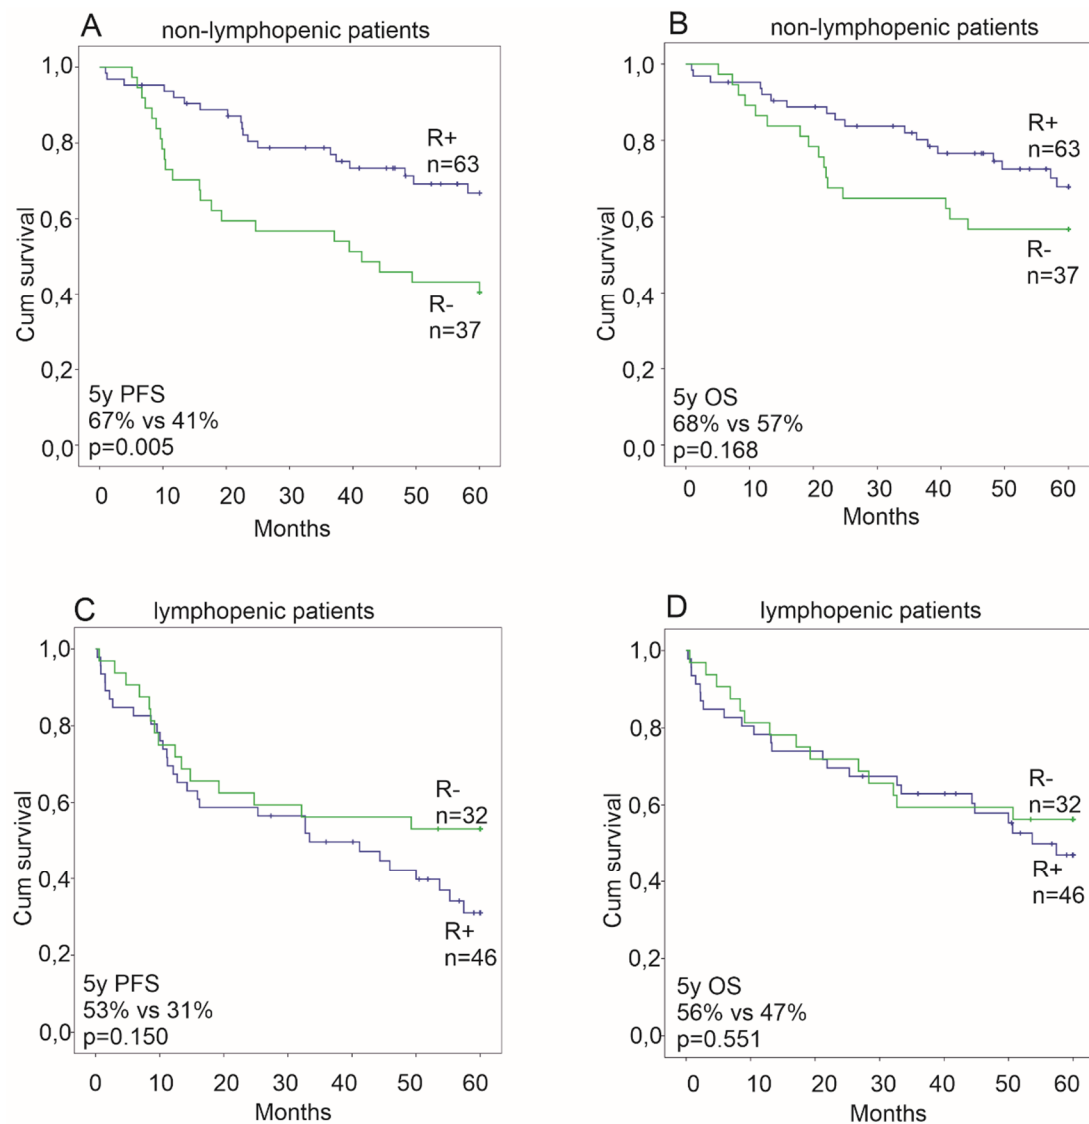 A
non-lymphopenic patients
1,0
0,8
0,6
0,4
0,2
0,0
Cum survival
R+
n=63
R-
n=37
5y PFS
67% vs 41%
p=0.005
0 10 20 30 40 50 60
Months
B
non-lymphopenic patients
1,0
0,8
0,6
0,4
0,2
0,0
Cum survival
R+
n=63
R-
n=37
5y OS
68% vs 57%
p=0.168
0 10 20 30 40 50 60
Months
C
lymphopenic patients
1,0
0,8
0,6
0,4
0,2
0,0
Cum survival
R-
n=32
R+
n=46
5y PFS
53% vs 31%
p=0.150
0 10 20 30 40 50 60
Months
D
lymphopenic patients
1,0
0,8
0,6
0,4
0,2
0,0
Cum survival
R-
n=32
R+
n=46
5y OS
56% vs 47%
p=0.551
0 10 20 30 40 50 60
Months